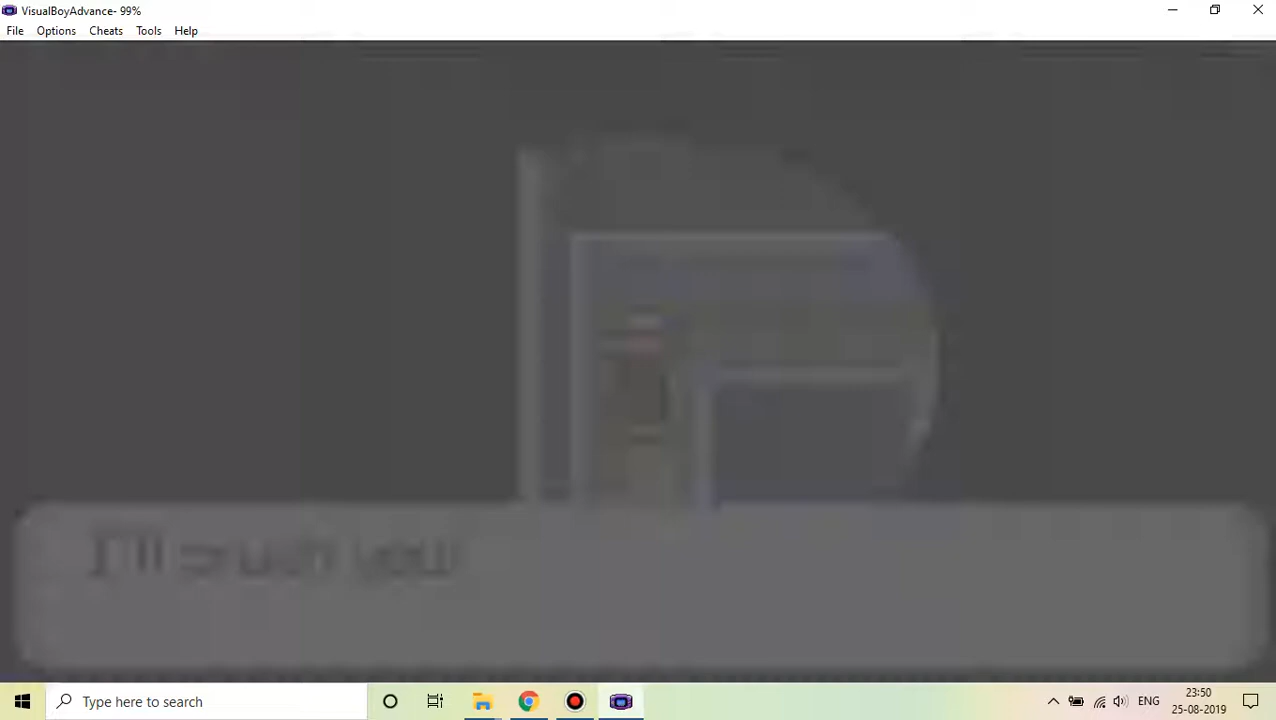 VisualBoyAdvance- 99%
File Options Cheats Tools Help
I'll crush you!
Type here to search
ENG
23:50
25-08-2019